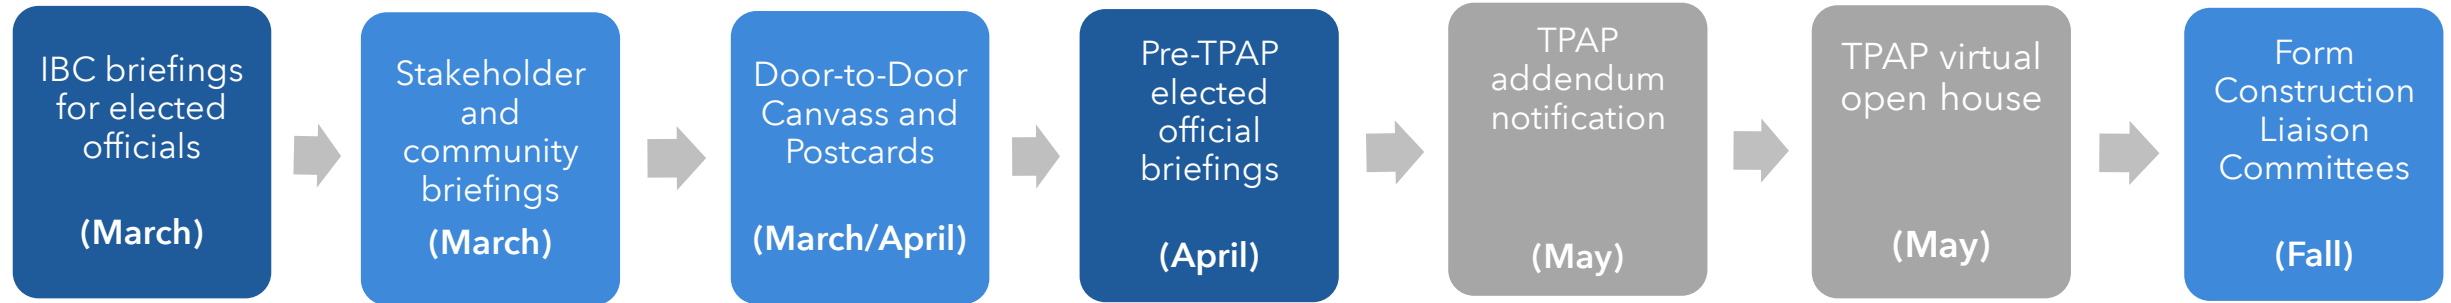 IBC briefings
for elected
officials
(March)
Stakeholder
and
community
briefings
(March)
Door-to-Door
Canvass and
Postcards
(March/April)
Pre-TPAP
elected
official
briefings
(April)
TPAP
addendum
notification
(May)
TPAP virtual
open house
(May)
Form
Construction
Liaison
Committees
(Fall)